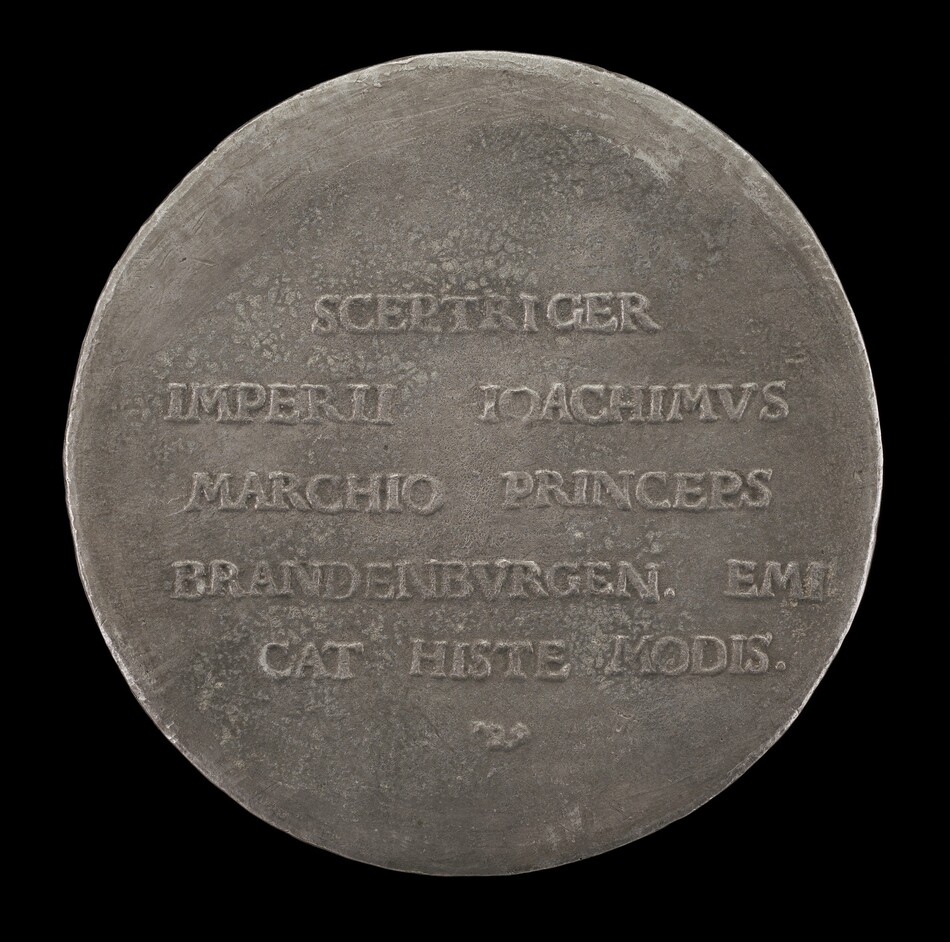 SCEPTRIGER
IMPERII IOACHIMVS
MARCHIO PRINCEPS
BRANDENBVRGEN. EMI
CAT HISTE MODIS.